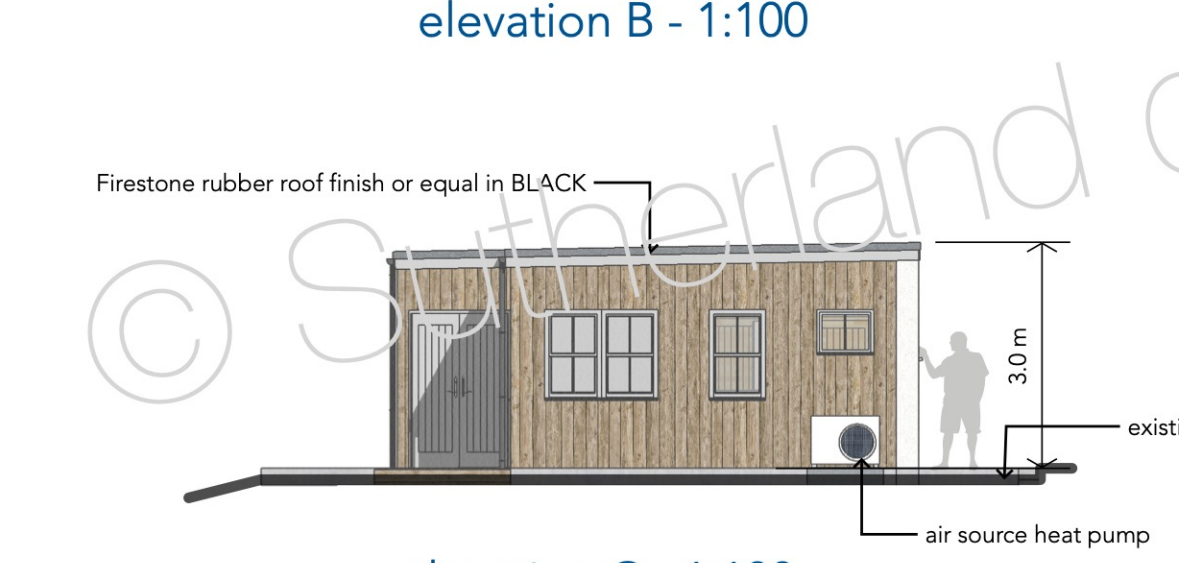 elevation B - 1:100
Firestone rubber roof finish or equal in BLACK
© Sutherland
3.0 m
air source heat pump